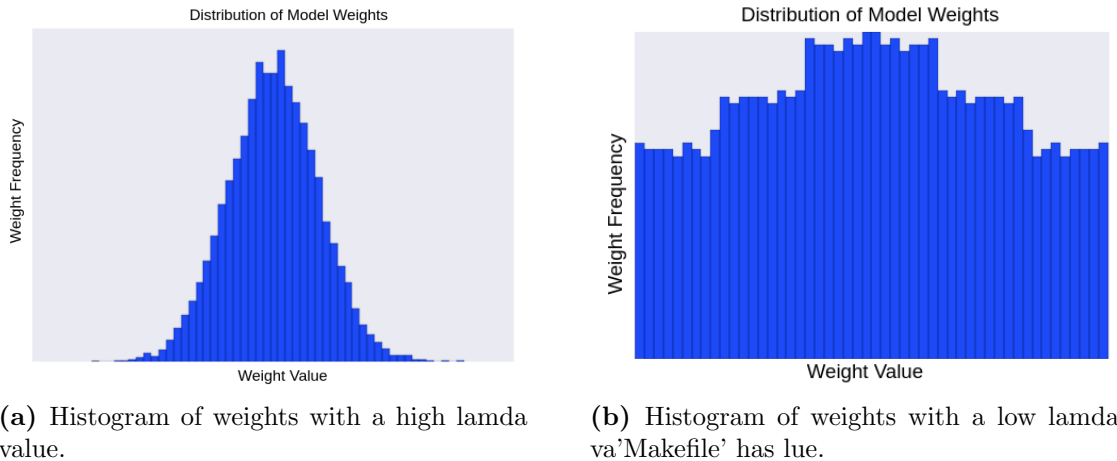 Distribution of Model Weights
Weight Frequency
Weight Value
(a) Histogram of weights with a high lamda
value.
Distribution of Model Weights
Weight Frequency
Weight Value
(b) Histogram of weights with a low lamda
va'Makefile' has lue.